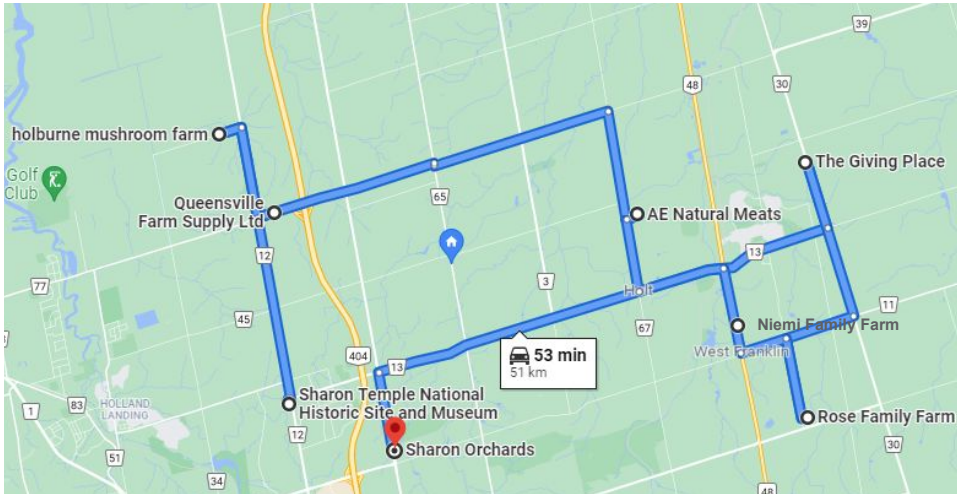 48
30
39
holburne mushroom farm
The Giving Place
Golf
Club
Queensville
Farm Supply Ltd
65
AE Natural Meats
12
13
77
3
Holt
11
45
67
Niemi Family Farm
53 min
51 km
West Franklin
404
13
Sharon Temple National
Historic Site and Museum
1
83
HOLLAND
LANDING
Rose Family Farm
12
Sharon Orchards
30
51
34
48